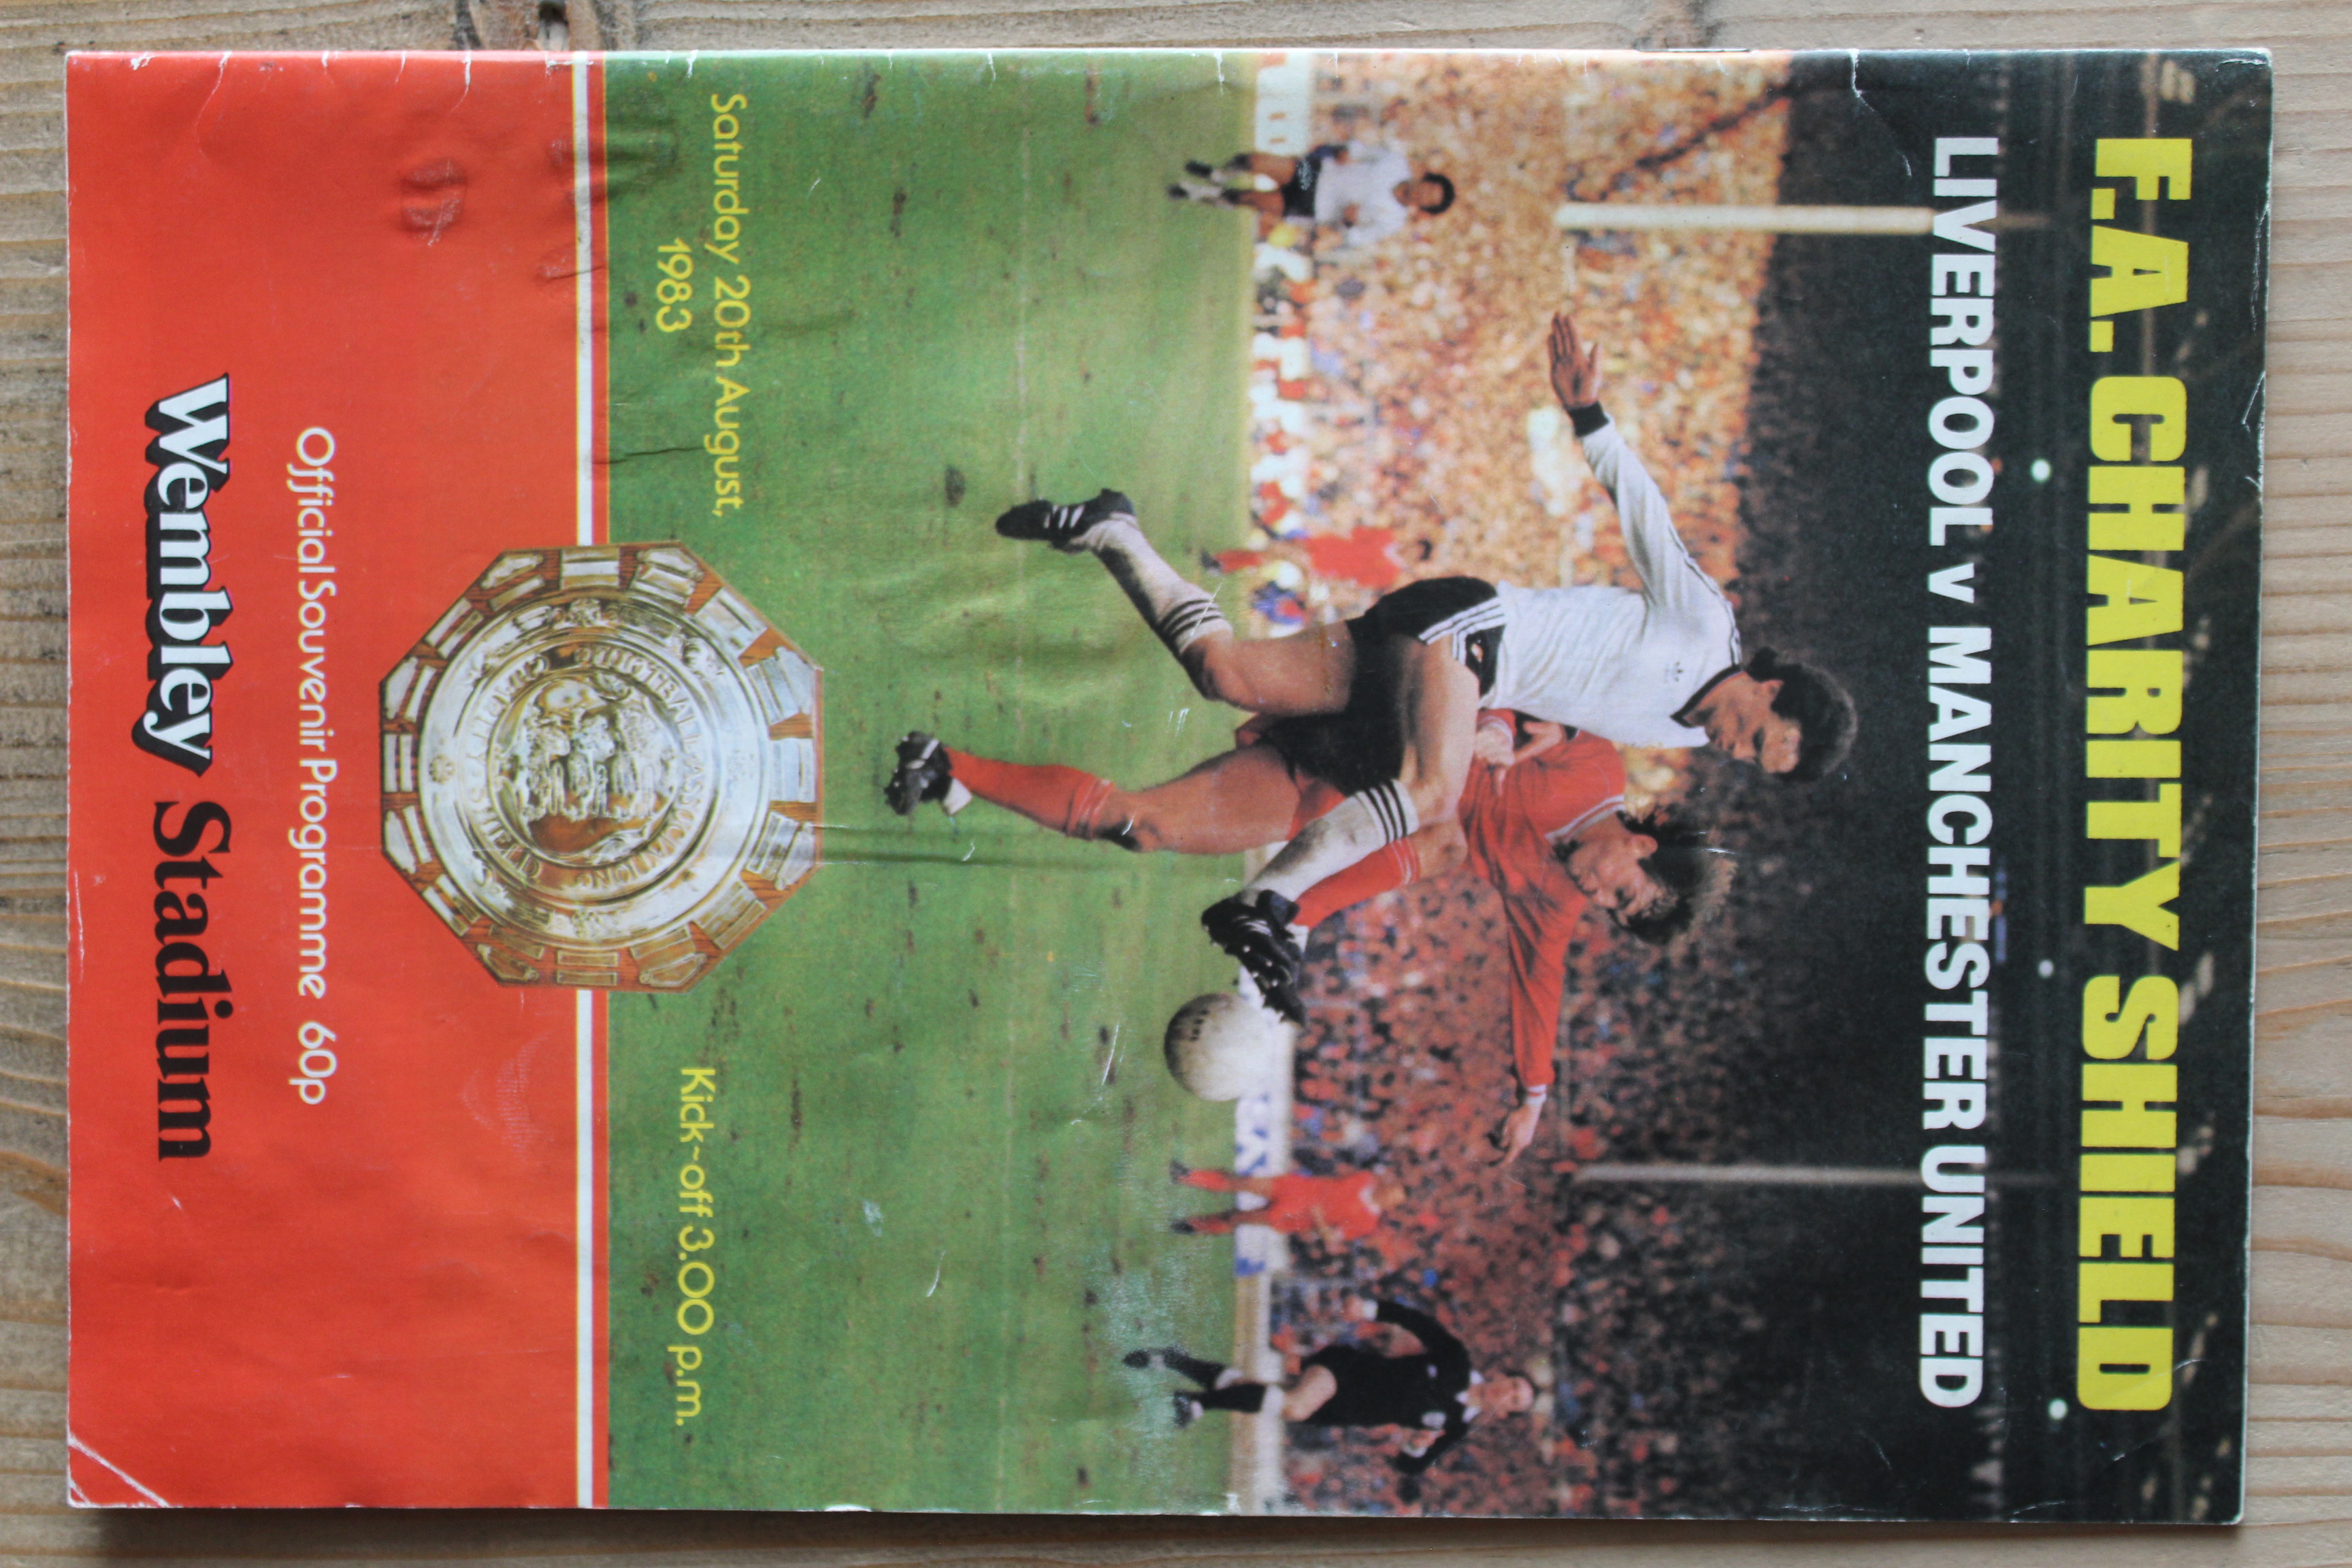 F.A. CHARITY SHIELD
LIVERPOOL v MANCHESTER UNITED
Saturday 20th August,
1983
Kick~off 3.00 p.m.
Official Souvenir Programme 60p
Wembley Stadium